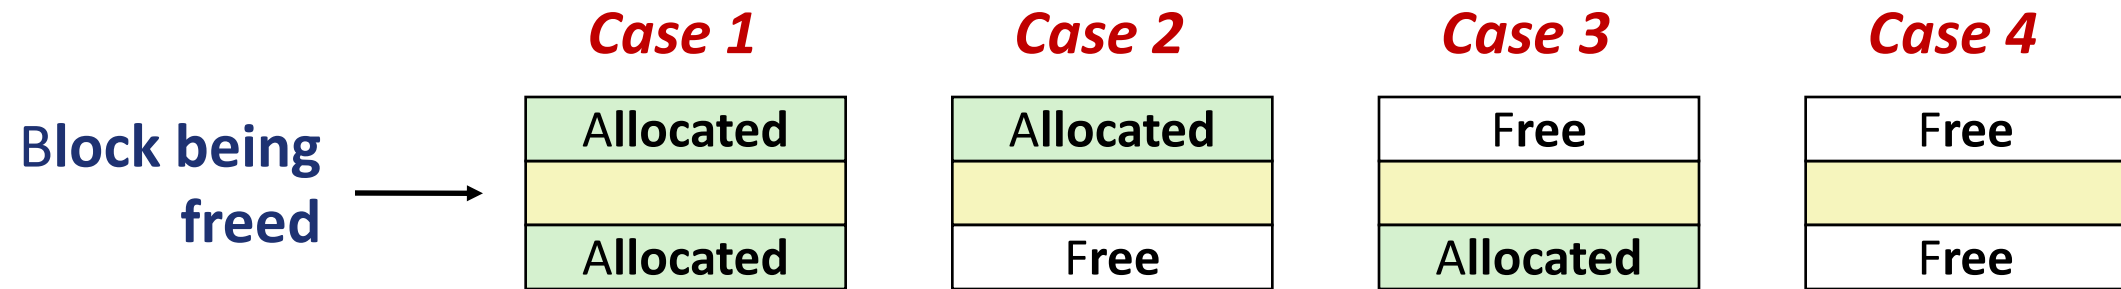 Case 1 Case 2 Case 3 Case 4
Block being
freed
Allocated Allocated Free Free
Allocated Free Allocated Free